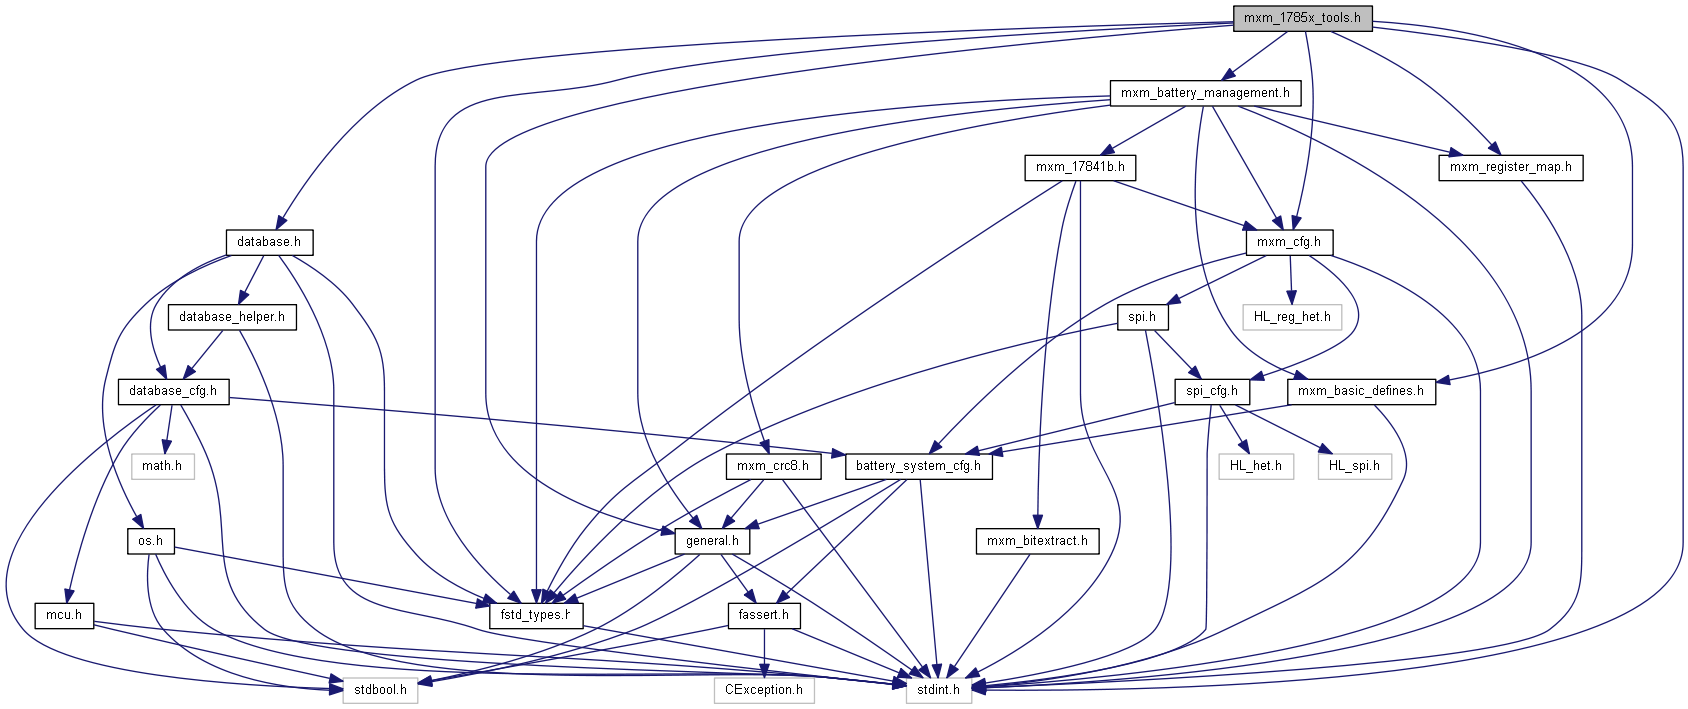 mxm_1785x_tools.h
mxm_battery_management.h
mxm_17841b.h
mxm_register_map.h
database.h
mxm_cfg.h
database_helper.h
spi.h
HL_reg_het.h
database_cfg.h
spi_cfg.h
mxm_basic_defines.h
math.h
mxm_crc8.h
battery_system_cfg.h
HL_het.h
HL_spi.h
os.h
general.h
mxm_bitextract.h
mcu.h
fstd_types.h
fassert.h
stdbool.h
CException.h
stdint.h